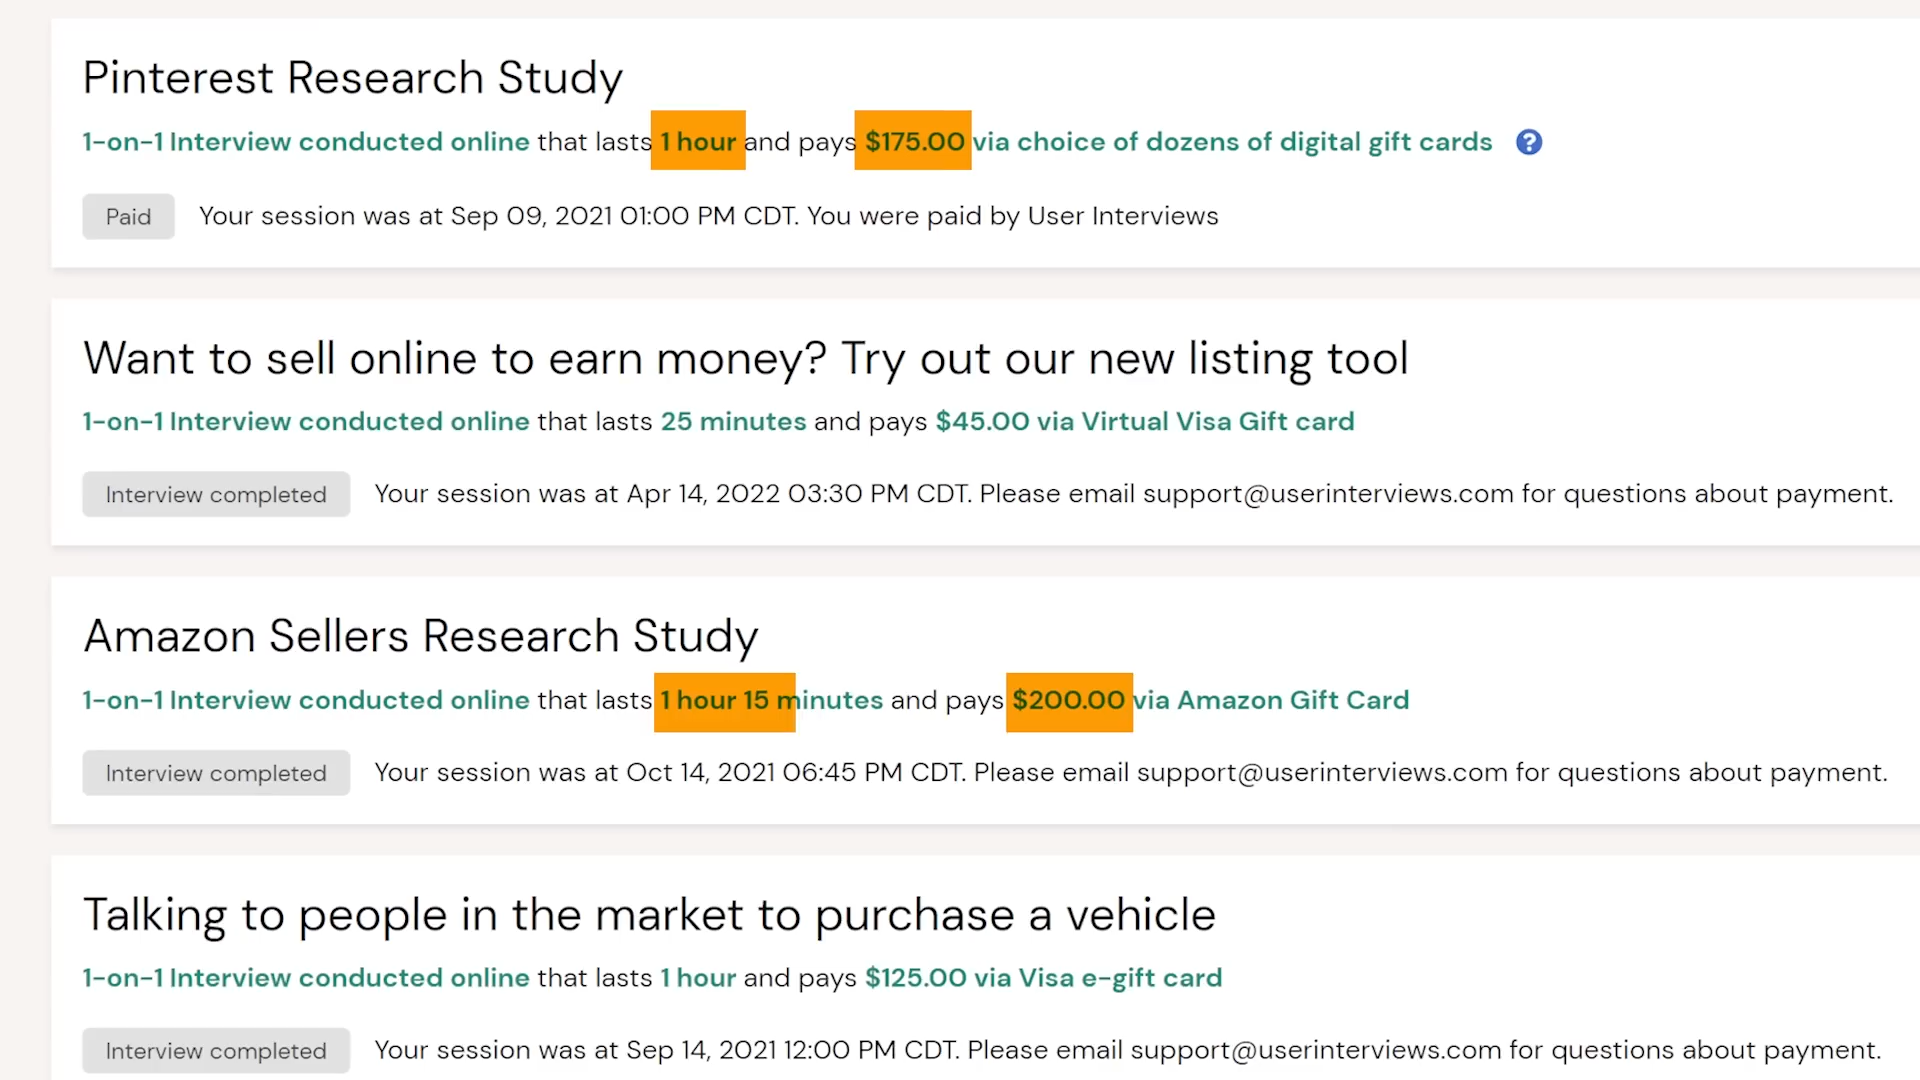 Pinterest Research Study
1-on-1 Interview conducted online that lasts 1 hour and pays $175.00 via choice of dozens of digital gift cards ?
Paid Your session was at Sep 09, 2021 01:00 PM CDT. You were paid by User Interviews
Want to sell online to earn money? Try out our new listing tool
1-on-1 Interview conducted online that lasts 25 minutes and pays $45.00 via Virtual Visa Gift card
Interview completed Your session was at Apr 14, 2022 03:30 PM CDT. Please email support@userinterviews.com for questions about payment.
Amazon Sellers Research Study
1-on-1 Interview conducted online that lasts 1 hour 15 minutes and pays $200.00 via Amazon Gift Card
Interview completed Your session was at Oct 14, 2021 06:45 PM CDT. Please email support@userinterviews.com for questions about payment.
Talking to people in the market to purchase a vehicle
1-on-1 Interview conducted online that lasts 1 hour and pays $125.00 via Visa e-gift card
Interview completed Your session was at Sep 14, 2021 12:00 PM CDT. Please email support@userinterviews.com for questions about payment.